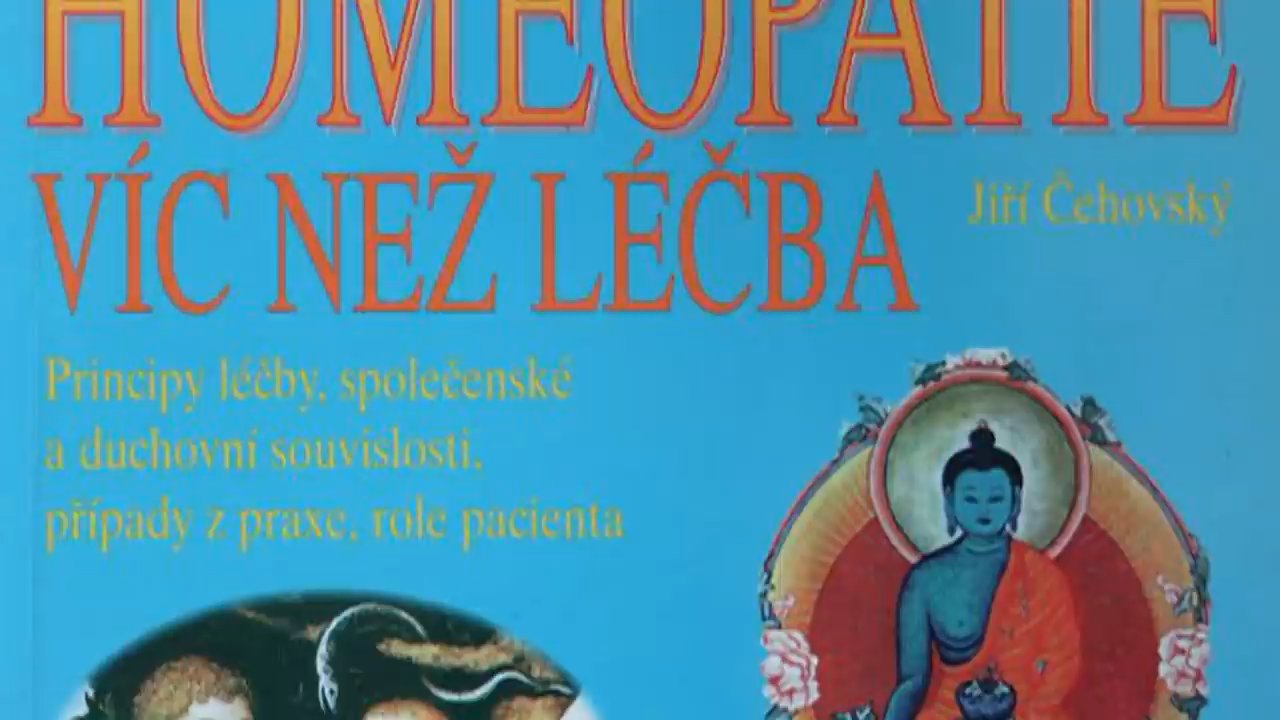 HOMEOPATIE
VÍC NEŽ LÉČBA
Jiří Čehovský
Principy léčby, společenské
a duchovní souvislosti,
případy z praxe, role pacienta